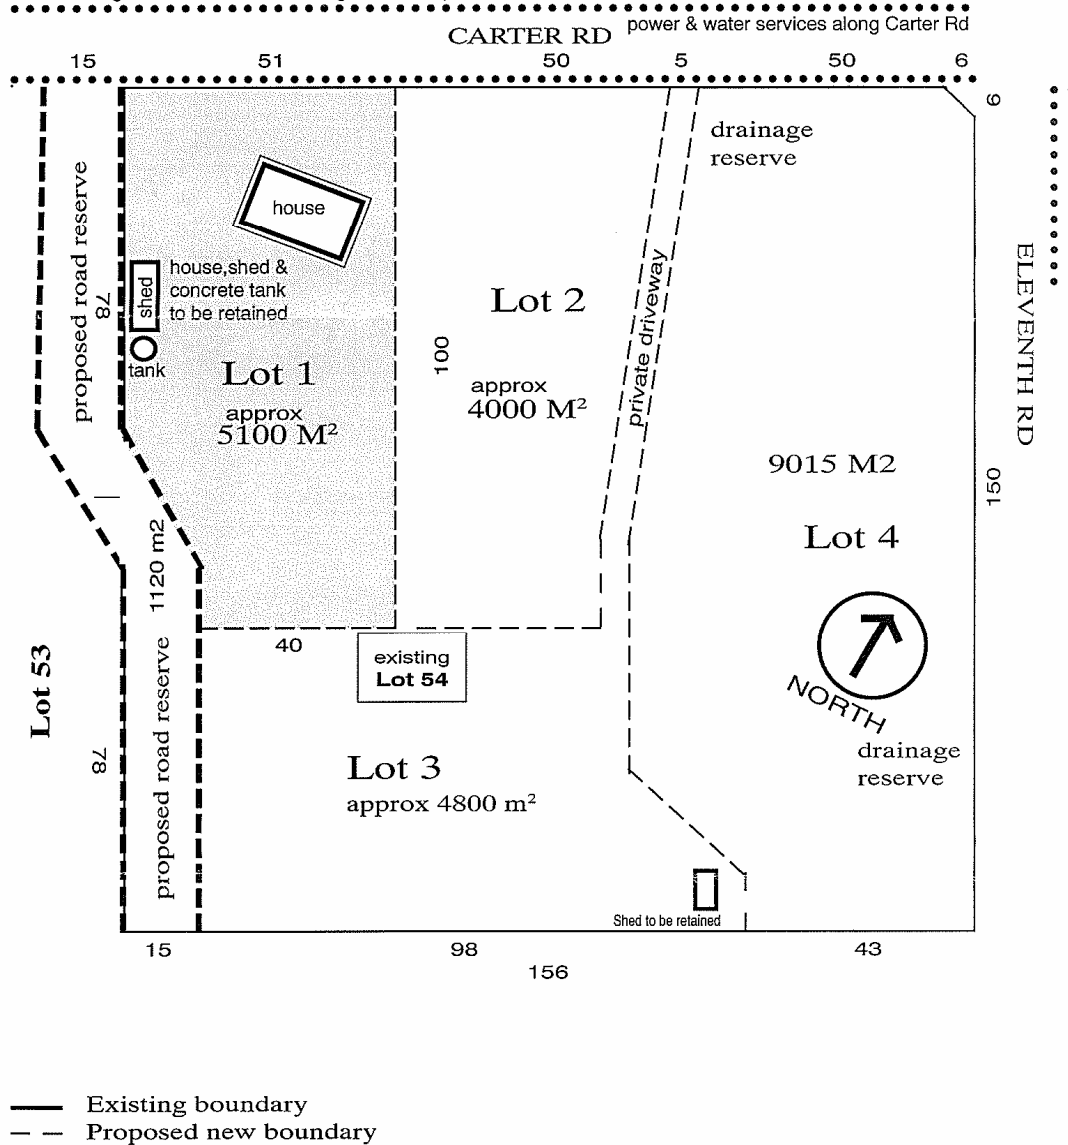 power & water services along Carter Rd
CARTER RD
15
51
50
5
50
6
6
drainage
reserve
proposed road reserve
78
house
shed
house,shed &
concrete tank
to be retained
tank
Lot 1
approx
5100 M²
100
Lot 2
approx
4000 M²
private driveway
ELEVENTH RD
150
9015 M2
Lot 4
1120 m2
NORTH
drainage
reserve
Lot 53
78
proposed road reserve
40
existing
Lot 54
Lot 3
approx 4800 m²
Shed to be retained
15
98
43
156
Existing boundary
Proposed new boundary